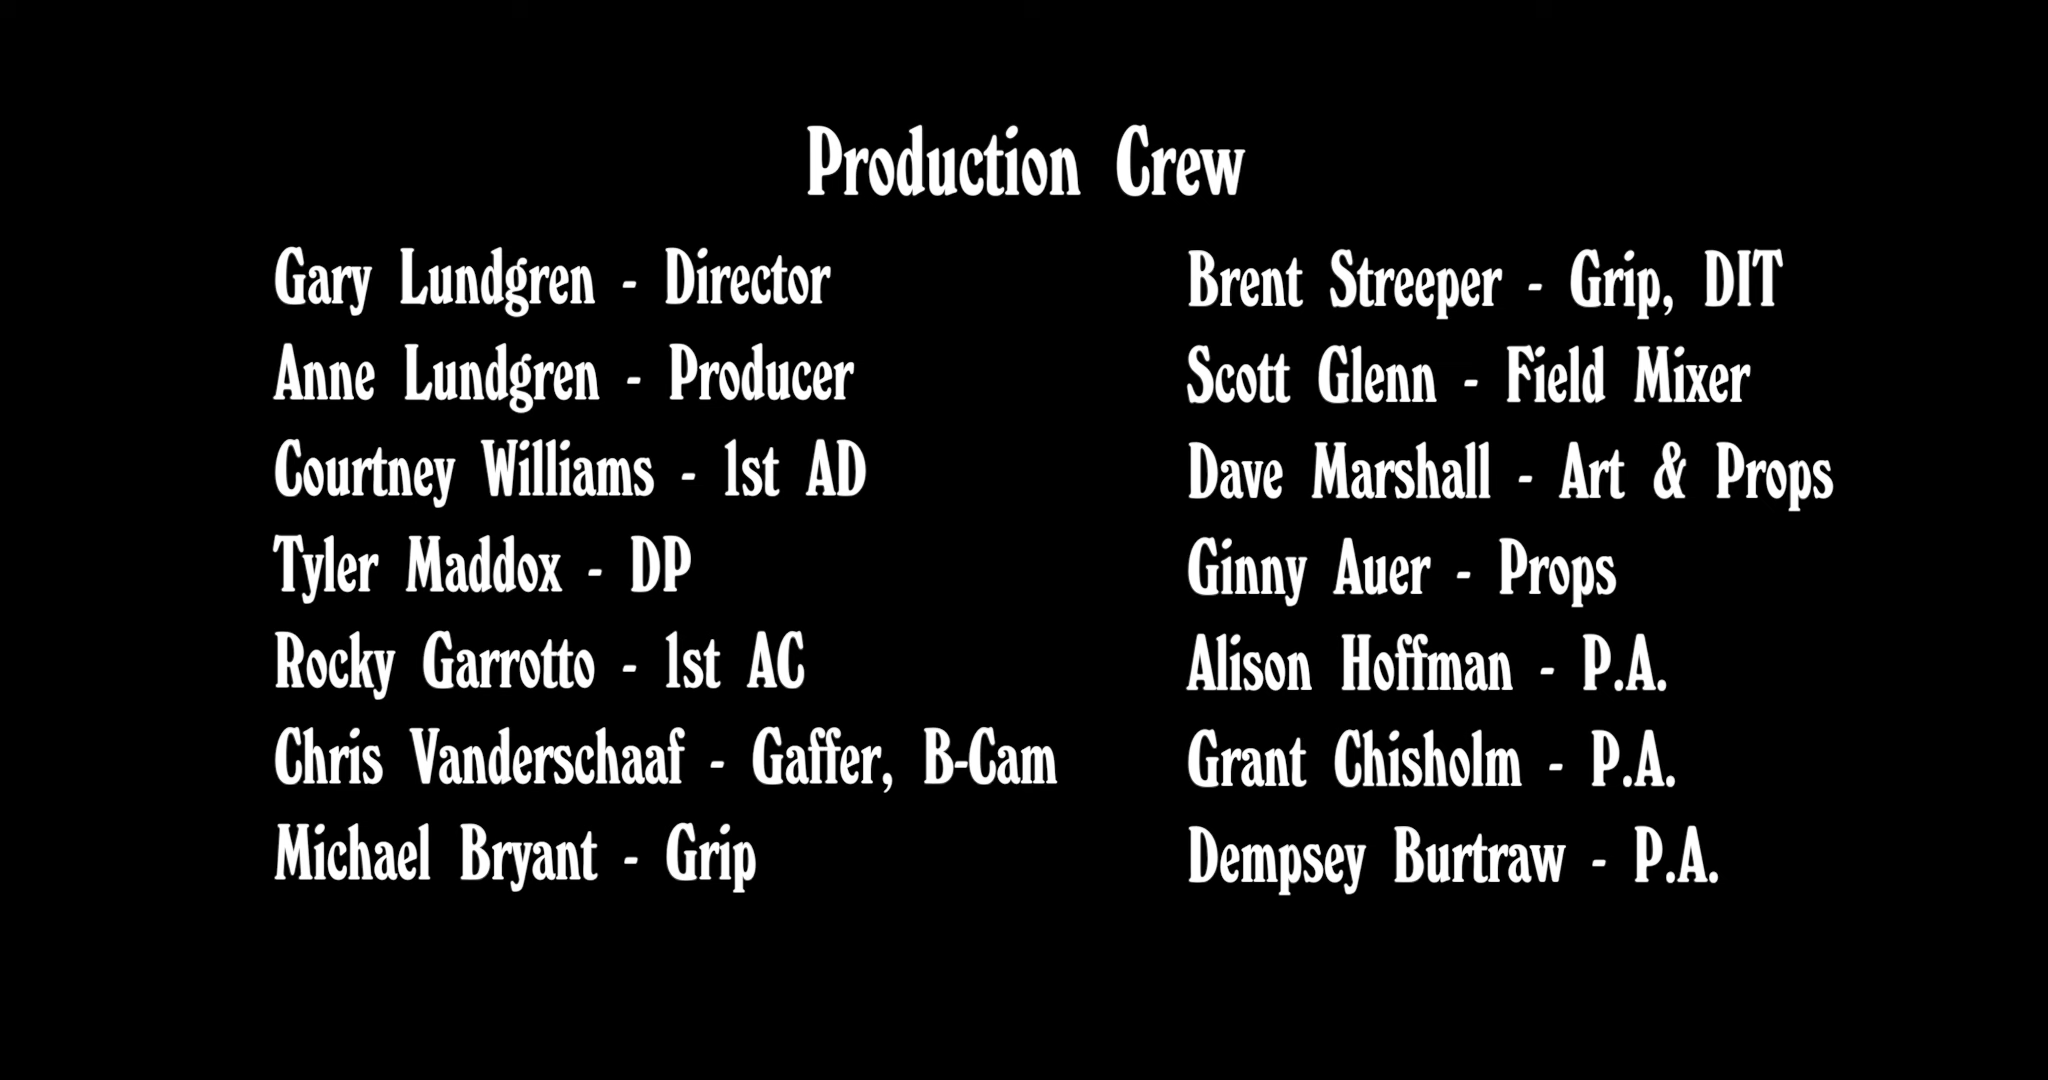 Production Crew
Gary Lundgren - Director
Anne Lundgren - Producer
Courtney Williams - 1st AD
Tyler Maddox - DP
Rocky Garrotto - 1st AC
Chris Vanderschaaf - Gaffer, B-Cam
Michael Bryant - Grip
Brent Streeper - Grip, DIT
Scott Glenn - Field Mixer
Dave Marshall - Art & Props
Ginny Auer - Props
Alison Hoffman - P.A.
Grant Chisholm - P.A.
Dempsey Burtraw - P.A.